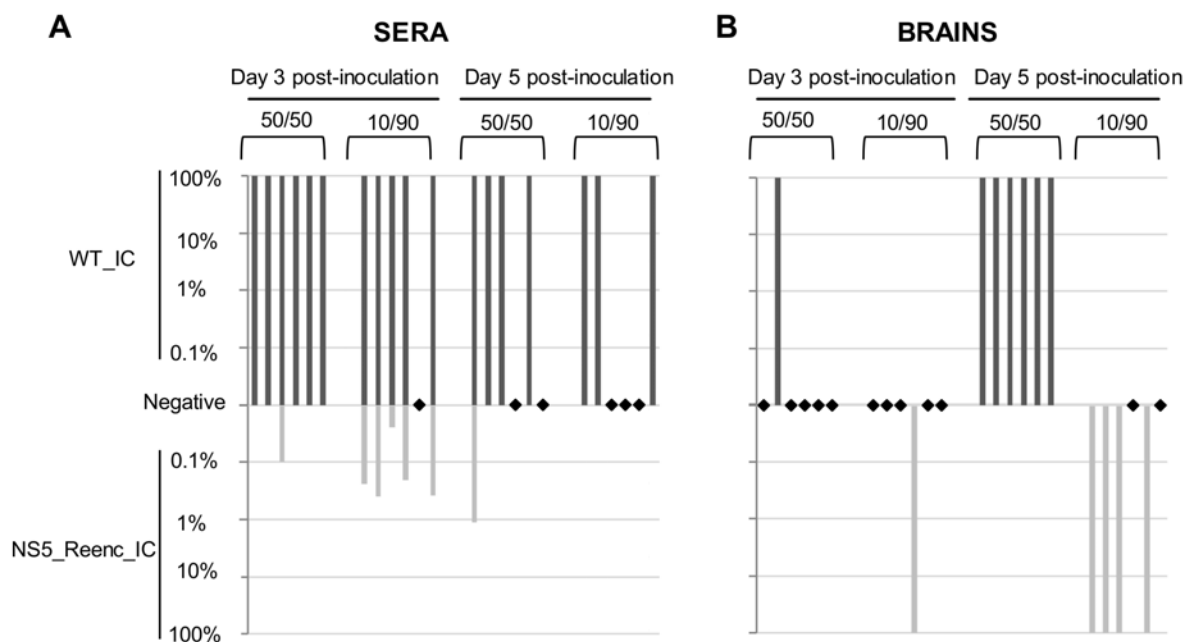 A
SERA
Day 3 post-inoculation
Day 5 post-inoculation
50/50
10/90
50/50
10/90
WT_IC
100%
10%
1%
0.1%
Negative
NS5_Reenc_IC
0.1%
1%
10%
100%
B
BRAINS
Day 3 post-inoculation
Day 5 post-inoculation
50/50
10/90
50/50
10/90